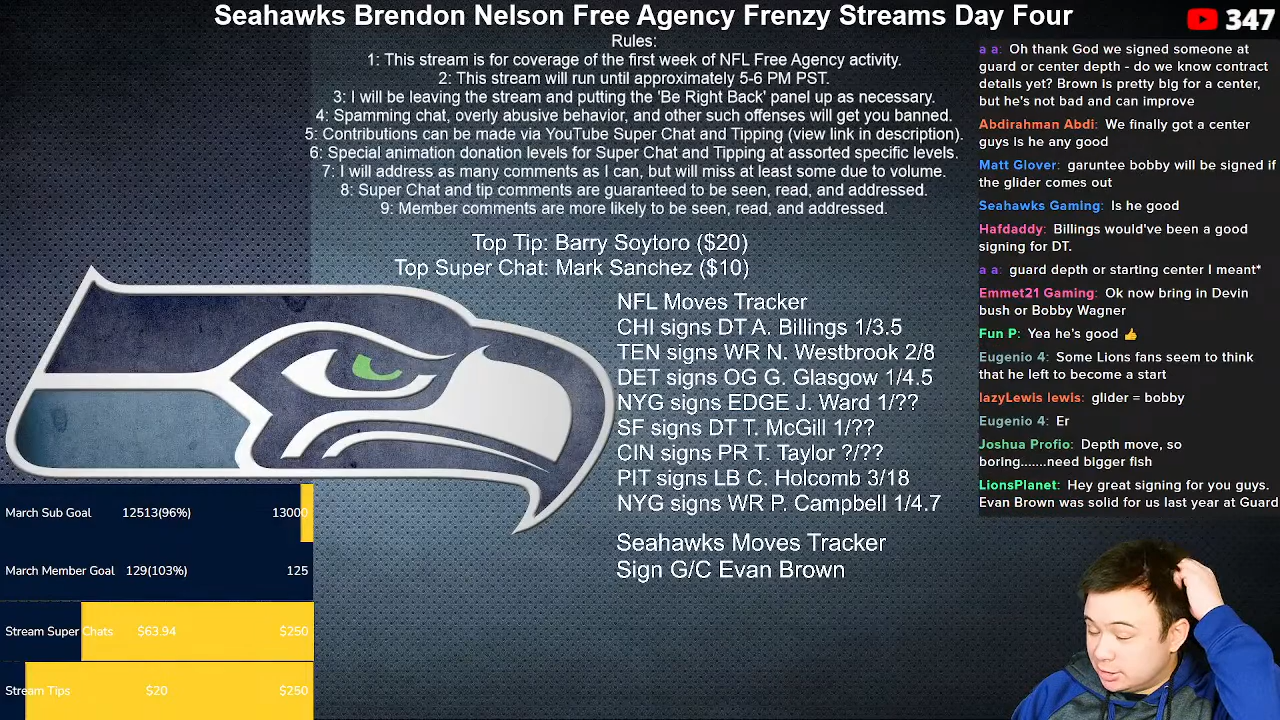 Seahawks Brendon Nelson Free Agency Frenzy Streams Day Four
347
Rules:
1: This stream is for coverage of the first week of NFL Free Agency activity.
2: This stream will run until approximately 5-6 PM PST.
3: I will be leaving the stream and putting the 'Be Right Back' panel up as necessary.
4: Spamming chat, overly abusive behavior, and other such offenses will get you banned.
5: Contributions can be made via YouTube Super Chat and Tipping (view link in description).
6: Special animation donation levels for Super Chat and Tipping at assorted specific levels.
7: I will address as many comments as I can, but will miss at least some due to volume.
8: Super Chat and tip comments are guaranteed to be seen, read, and addressed.
9: Member comments are more likely to be seen, read, and addressed.
Top Tip: Barry Soytoro ($20)
Top Super Chat: Mark Sanchez ($10)
NFL Moves Tracker
CHI signs DT A. Billings 1/3.5
TEN signs WR N. Westbrook 2/8
DET signs OG G. Glasgow 1/4.5
NYG signs EDGE J. Ward 1/??
SF signs DT T. McGill 1/??
CIN signs PR T. Taylor ?/??
PIT signs LB C. Holcomb 3/18
NYG signs WR P. Campbell 1/4.7
Seahawks Moves Tracker
Sign G/C Evan Brown
March Sub Goal 12513(96%) 13000
March Member Goal 129(103%) 125
Stream Super Chats $63.94 $250
Stream Tips $20 $250
a a: Oh thank God we signed someone at
guard or center depth - do we know contract
details yet? Brown is pretty big for a center,
but he's not bad and can improve
Abdirahman Abdi: We finally got a center
guys is he any good
Matt Glover: garuntee bobby will be signed if
the glider comes out
Seahawks Gaming: Is he good
Hafdaddy: Billings would've been a good
signing for DT.
a a: guard depth or starting center I meant*
Emmet21 Gaming: Ok now bring in Devin
bush or Bobby Wagner
Fun P: Yea he's good 👍
Eugenio 4: Some Lions fans seem to think
that he left to become a start
lazyLewis lewis: glider = bobby
Eugenio 4: Er
Joshua Profio: Depth move, so
boring.......need bigger fish
LionsPlanet: Hey great signing for you guys.
Evan Brown was solid for us last year at Guard